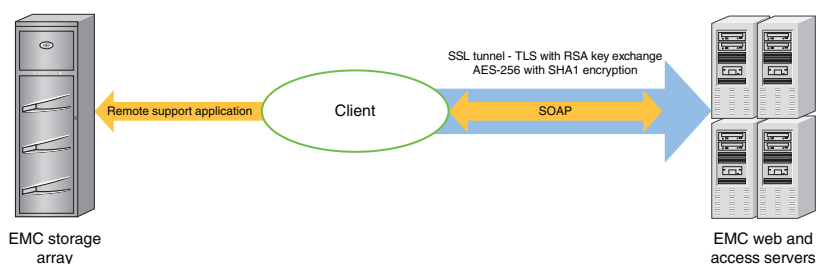 SSL tunnel - TLS with RSA key exchange
AES-256 with SHA1 encryption
Remote support application
Client
SOAP
EMC storage
array
EMC web and
access servers